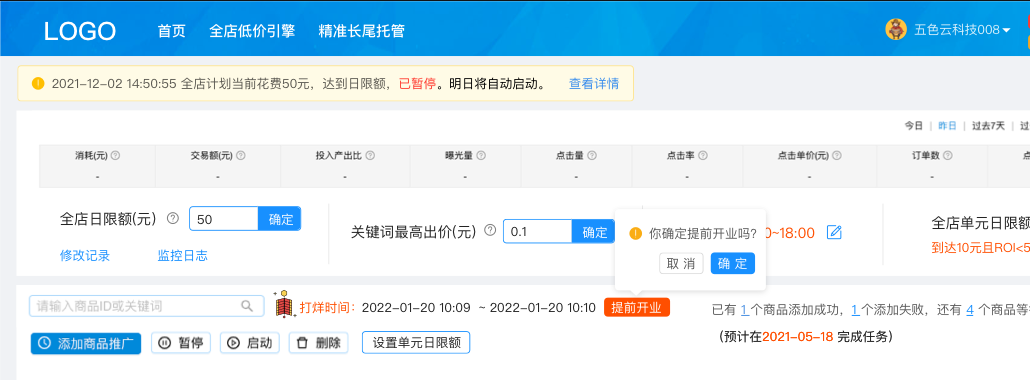 LOGO 首页 全店低价引擎 精准长尾托管 五色云科技008
2021-12-02 14:50:55 全店计划当前花费50元，达到日限额，已暂停。明日将自动启动。 查看详情
今日 | 昨日 | 过去7天 | 过
消耗(元) 交易额(元) 投入产出比 曝光量 点击量 点击率 点击单价(元) 订单数 点
- - - - - - - -
全店日限额(元) 50 确定
关键词最高出价(元) 0.1 确定
你确定提前开业吗?
取 消 确 定
0~18:00
全店单元日限额
到达10元且ROI<5
修改记录 监控日志
请输入商品ID或关键词
打烊时间： 2022-01-20 10:09 ~ 2022-01-20 10:10 提前开业
已有 1 个商品添加成功，1 个添加失败，还有 4 个商品等
(预计在2021-05-18 完成任务)
添加商品推广 暂停 启动 删除 设置单元日限额